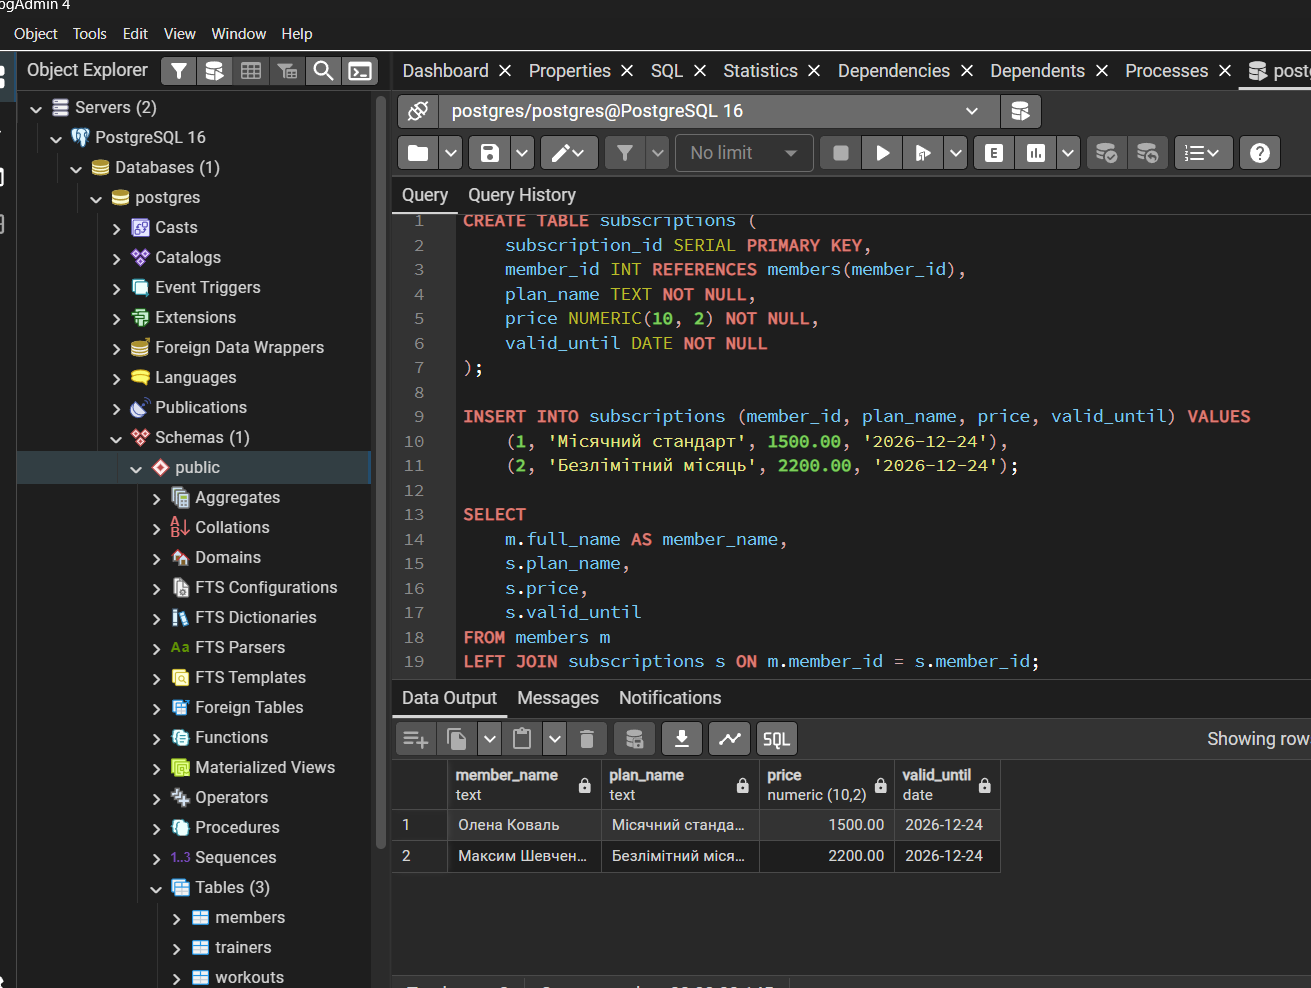 ogAdmin 4
Object Tools Edit View Window Help
Object Explorer
Dashboard Properties SQL Statistics Dependencies Dependents Processes
Servers (2)
PostgreSQL 16
Databases (1)
postgres
Casts
Catalogs
Event Triggers
Extensions
Foreign Data Wrappers
Languages
Publications
Schemas (1)
public
Aggregates
Collations
Domains
FTS Configurations
FTS Dictionaries
Aa FTS Parsers
FTS Templates
Foreign Tables
Functions
Materialized Views
Operators
Procedures
1..3 Sequences
Tables (3)
members
trainers
workouts
postgres/postgres@PostgreSQL 16
No limit
E
Query Query History
1 CREATE TABLE subscriptions (
2 subscription_id SERIAL PRIMARY KEY,
3 member_id INT REFERENCES members(member_id),
4 plan_name TEXT NOT NULL,
5 price NUMERIC(10, 2) NOT NULL,
6 valid_until DATE NOT NULL
7 );
8
9 INSERT INTO subscriptions (member_id, plan_name, price, valid_until) VALUES
10 (1, 'Місячний стандарт', 1500.00, '2026-12-24'),
11 (2, 'Безлімітний місяць', 2200.00, '2026-12-24');
12
13 SELECT
14 m.full_name AS member_name,
15 s.plan_name,
16 s.price,
17 s.valid_until
18 FROM members m
19 LEFT JOIN subscriptions s ON m.member_id = s.member_id;
Data Output Messages Notifications
SQL
Showing row
member_name plan_name price valid_until
text text numeric (10,2) date
1 Олена Коваль Місячний станда... 1500.00 2026-12-24
2 Максим Шевчен... Безлімітний міся... 2200.00 2026-12-24